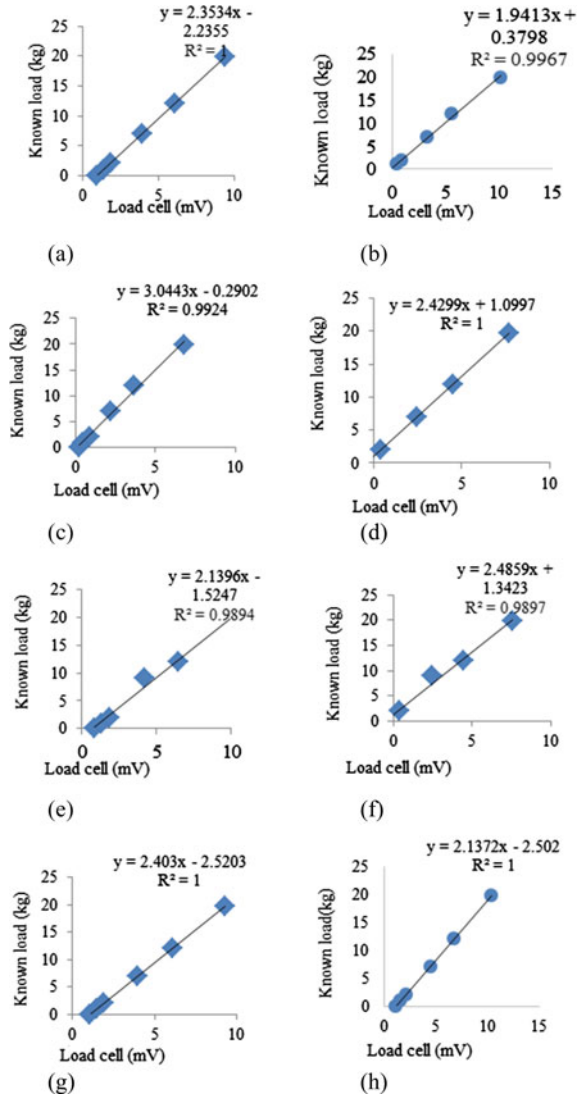 y = 2.3534x -
2.2355
R² = 1
Known load (kg)
25
20
15
10
5
0
0 5 10
Load cell (mV)
(a)
y = 1.9413x +
0.3798
R² = 0.9967
Known load (kg)
25
20
15
10
5
0
0 5 10 15
Load cell (mV)
(b)
y = 3.0443x - 0.2902
R² = 0.9924
Known load (kg)
25
20
15
10
5
0
0 5 10
Load cell (mV)
(c)
y = 2.4299x + 1.0997
R² = 1
Known load (kg)
25
20
15
10
5
0
0 5 10
Load cell (mV)
(d)
y = 2.1396x -
1.5247
R² = 0.9894
Known load (kg)
25
20
15
10
5
0
0 5 10
Load cell (mV)
(e)
y = 2.4859x +
1.3423
R² = 0.9897
Known load (kg)
25
20
15
10
5
0
0 5 10
Load cell (mV)
(f)
y = 2.403x - 2.5203
R² = 1
Known load (kg)
25
20
15
10
5
0
0 5 10
Load cell (mV)
(g)
y = 2.1372x - 2.502
R² = 1
Known load(kg)
25
20
15
10
5
0
0 5 10 15
Load cell (mV)
(h)